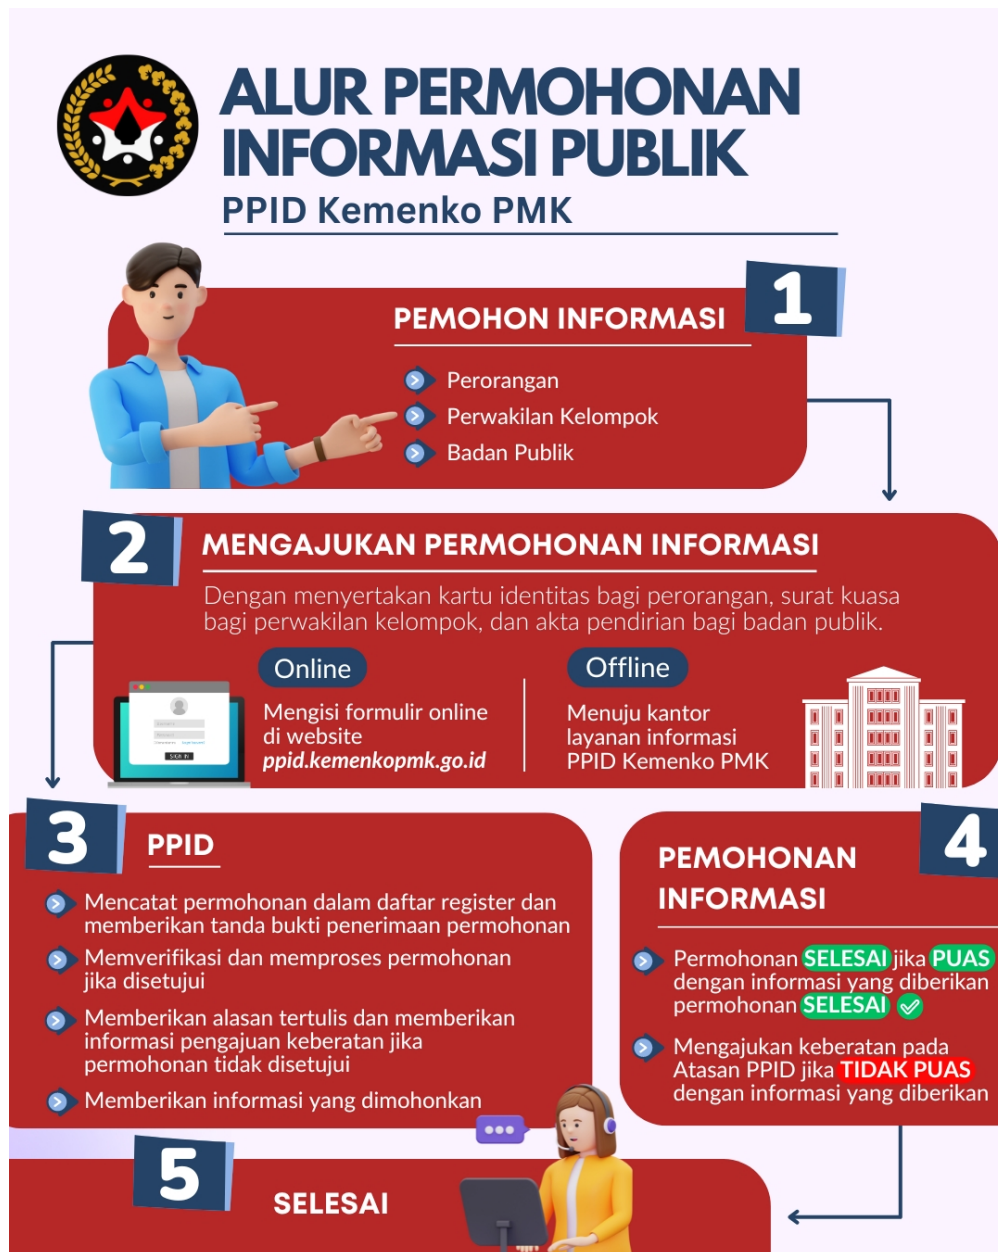 ALUR PERMOHONAN
INFORMASI PUBLIK
PPID Kemenko PMK
1
PEMOHON INFORMASI
Perorangan
Perwakilan Kelompok
Badan Publik
2
MENGAJUKAN PERMOHONAN INFORMASI
Dengan menyertakan kartu identitas bagi perorangan, surat kuasa
bagi perwakilan kelompok, dan akta pendirian bagi badan publik.
Online
Mengisi formulir online
di website
ppid.kemenkopmk.go.id
SIGN IN
Offline
Menuju kantor
layanan informasi
PPID Kemenko PMK
3
PPID
Mencatat permohonan dalam daftar register dan
memberikan tanda bukti penerimaan permohonan
Memverifikasi dan memproses permohonan
jika disetujui
Memberikan alasan tertulis dan memberikan
informasi pengajuan keberatan jika
permohonan tidak disetujui
Memberikan informasi yang dimohonkan
4
PEMOHONAN
INFORMASI
Permohonan SELESAI jika PUAS
dengan informasi yang diberikan
permohonan SELESAI
Mengajukan keberatan pada
Atasan PPID jika TIDAK PUAS
dengan informasi yang diberikan
5
SELESAI